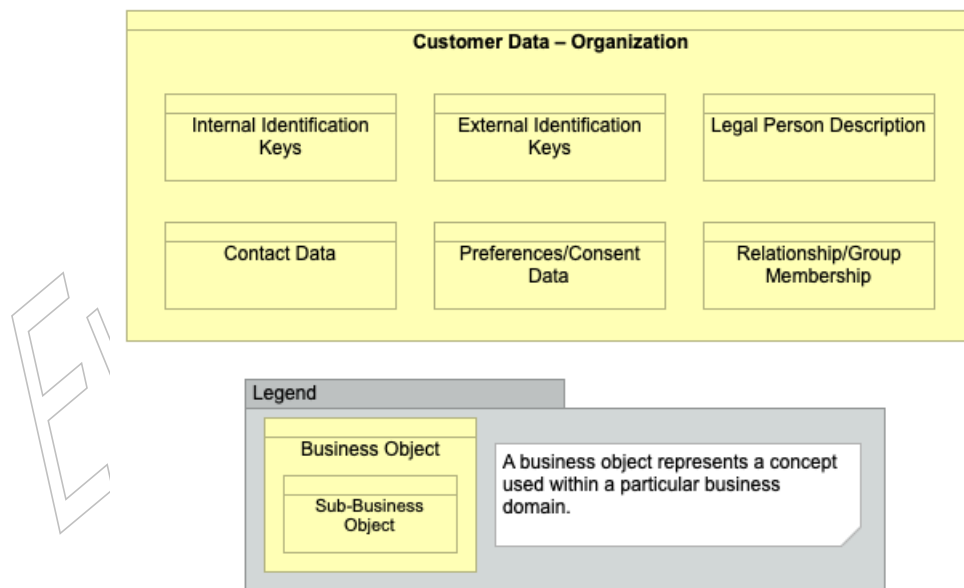 Customer Data – Organization
Internal Identification
Keys
External Identification
Keys
Legal Person Description
Contact Data
Preferences/Consent
Data
Relationship/Group
Membership
Legend
Business Object
Sub-Business
Object
A business object represents a concept
used within a particular business
domain.